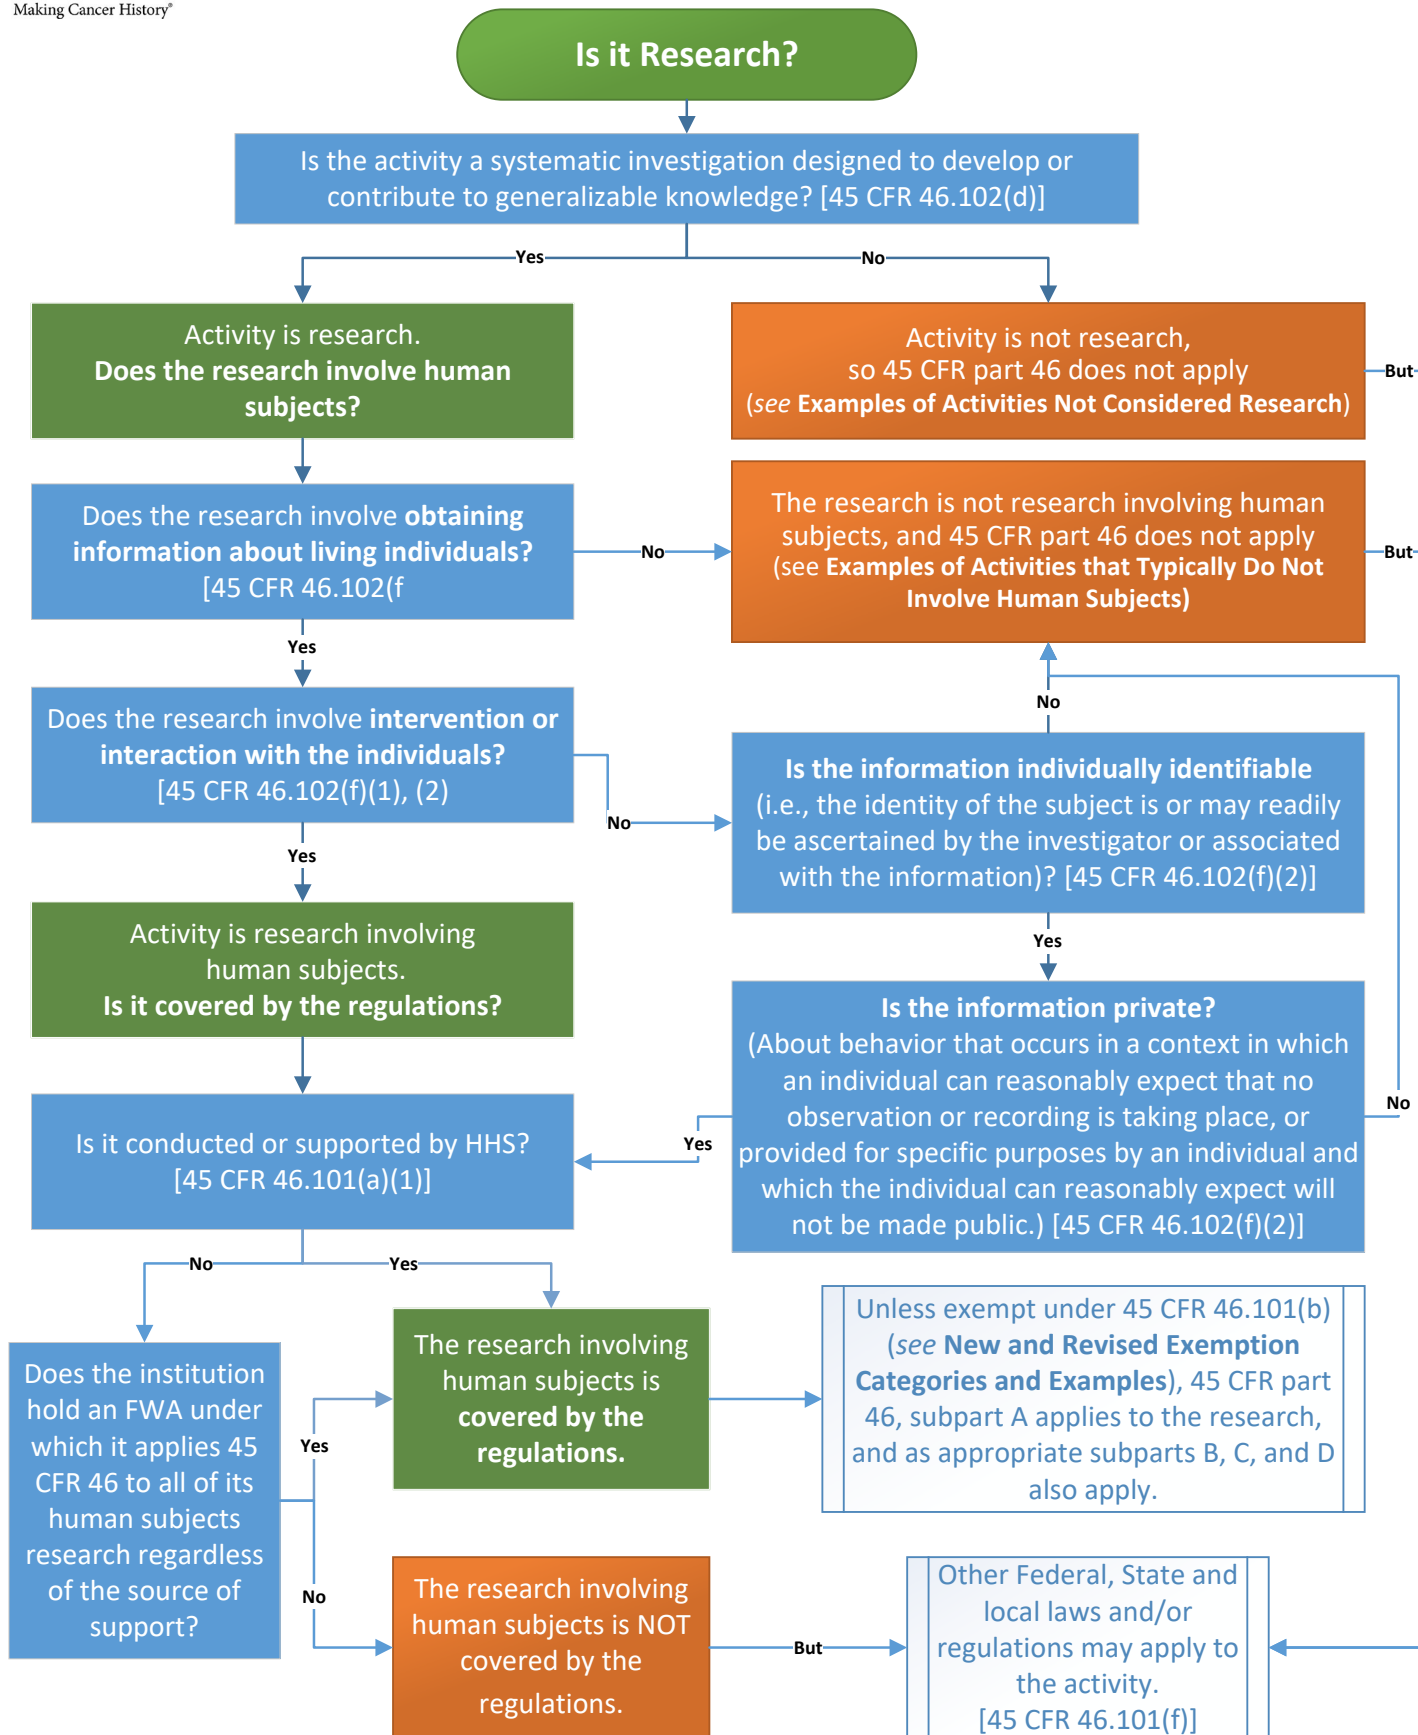 Making Cancer History®
Is it Research?
Is the activity a systematic investigation designed to develop or
contribute to generalizable knowledge? [45 CFR 46.102(d)]
Yes
No
Activity is research.
Does the research involve human
subjects?
Activity is not research,
so 45 CFR part 46 does not apply
(see Examples of Activities Not Considered Research)
But
Does the research involve obtaining
information about living individuals?
[45 CFR 46.102(f
No
The research is not research involving human
subjects, and 45 CFR part 46 does not apply
(see Examples of Activities that Typically Do Not
Involve Human Subjects)
But
Yes
Does the research involve intervention or
interaction with the individuals?
[45 CFR 46.102(f)(1), (2)
No
No
Is the information individually identifiable
(i.e., the identity of the subject is or may readily
be ascertained by the investigator or associated
with the information)? [45 CFR 46.102(f)(2)]
Yes
Yes
Activity is research involving
human subjects.
Is it covered by the regulations?
Is the information private?
(About behavior that occurs in a context in which
an individual can reasonably expect that no
observation or recording is taking place, or
provided for specific purposes by an individual and
which the individual can reasonably expect will
not be made public.) [45 CFR 46.102(f)(2)]
No
Yes
Is it conducted or supported by HHS?
[45 CFR 46.101(a)(1)]
No
Yes
Does the institution
hold an FWA under
which it applies 45
CFR 46 to all of its
human subjects
research regardless
of the source of
support?
Yes
The research involving
human subjects is
covered by the
regulations.
Unless exempt under 45 CFR 46.101(b)
(see New and Revised Exemption
Categories and Examples), 45 CFR part
46, subpart A applies to the research,
and as appropriate subparts B, C, and D
also apply.
No
The research involving
human subjects is NOT
covered by the
regulations.
But
Other Federal, State and
local laws and/or
regulations may apply to
the activity.
[45 CFR 46.101(f)]